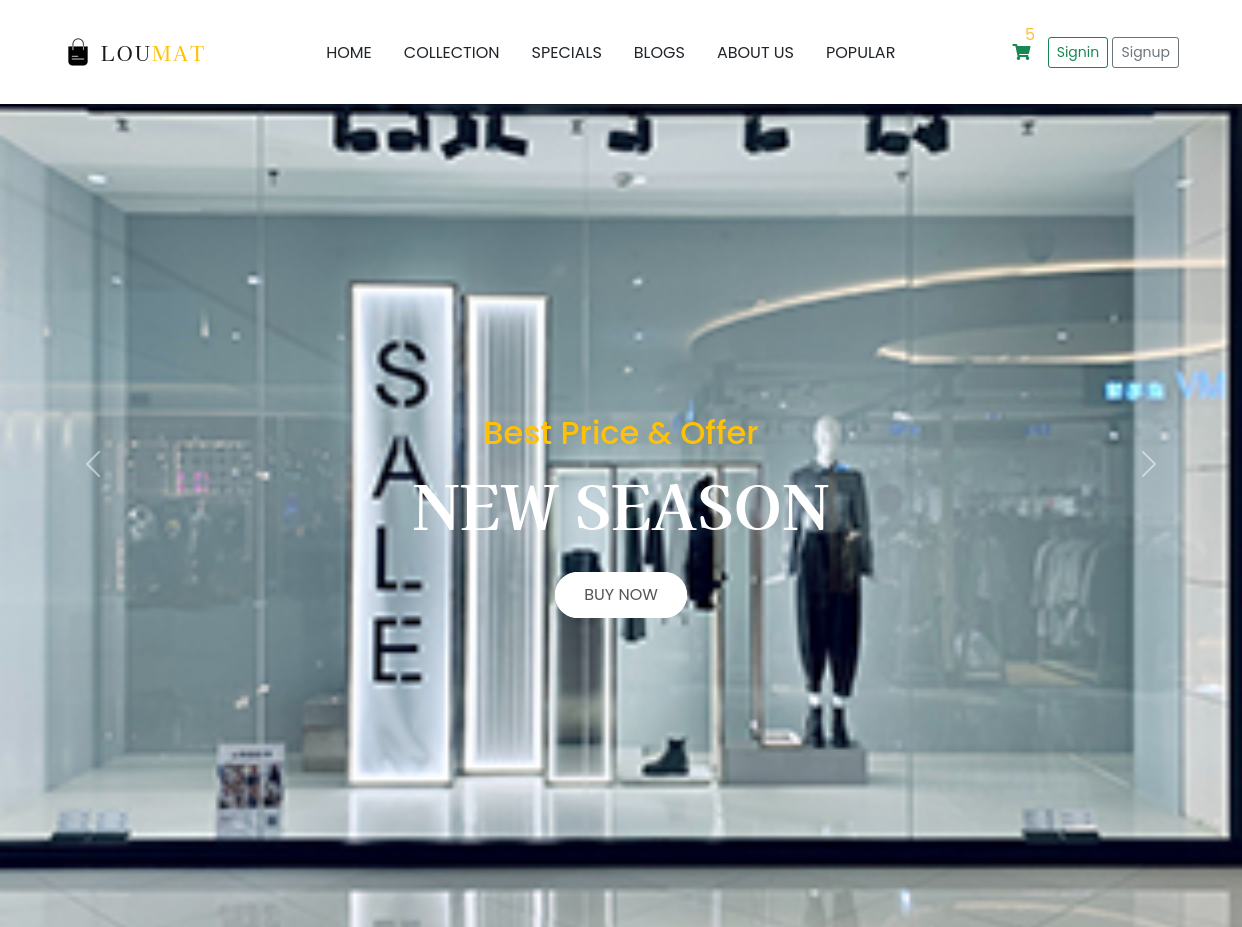 LOUMAT
HOME
COLLECTION
SPECIALS
BLOGS
ABOUT US
POPULAR
5
Signin
Signup
SALE
VM
Best Price & Offer
NEW SEASON
BUY NOW